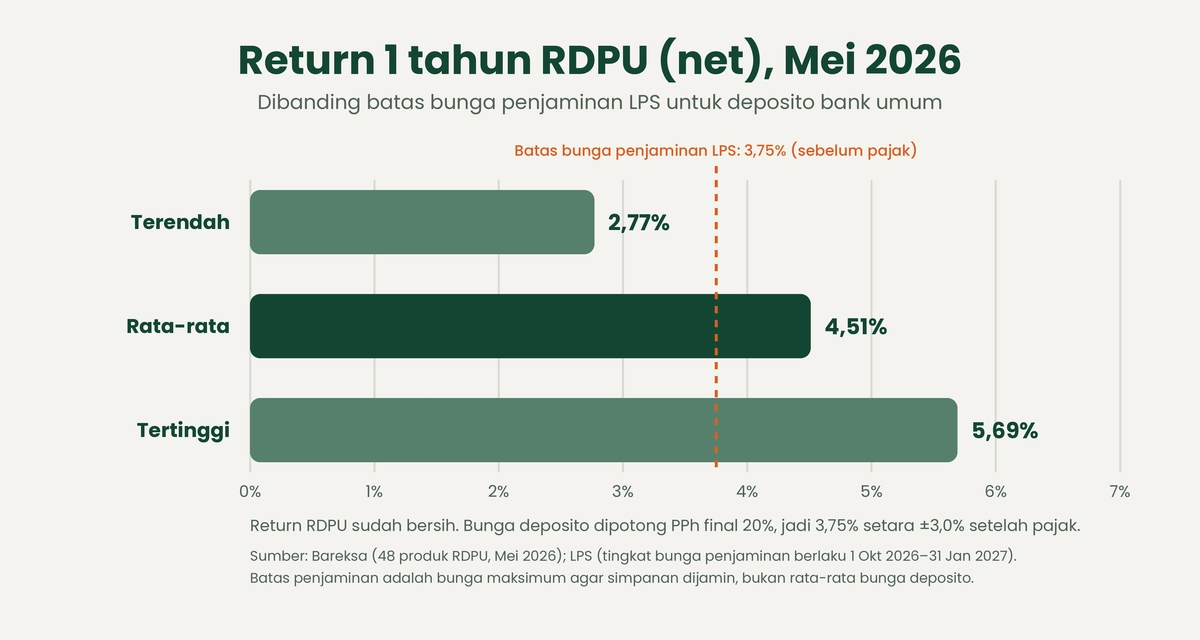 Return 1 tahun RDPU (net), Mei 2026
Dibanding batas bunga penjaminan LPS untuk deposito bank umum
Batas bunga penjaminan LPS: 3,75% (sebelum pajak)
Terendah
2,77%
Rata-rata
4,51%
Tertinggi
5,69%
0%
1%
2%
3%
4%
5%
6%
7%
Return RDPU sudah bersih. Bunga deposito dipotong PPh final 20%, jadi 3,75% setara ±3,0% setelah pajak.
Sumber: Bareksa (48 produk RDPU, Mei 2026); LPS (tingkat bunga penjaminan berlaku 1 Okt 2026–31 Jan 2027).
Batas penjaminan adalah bunga maksimum agar simpanan dijamin, bukan rata-rata bunga deposito.